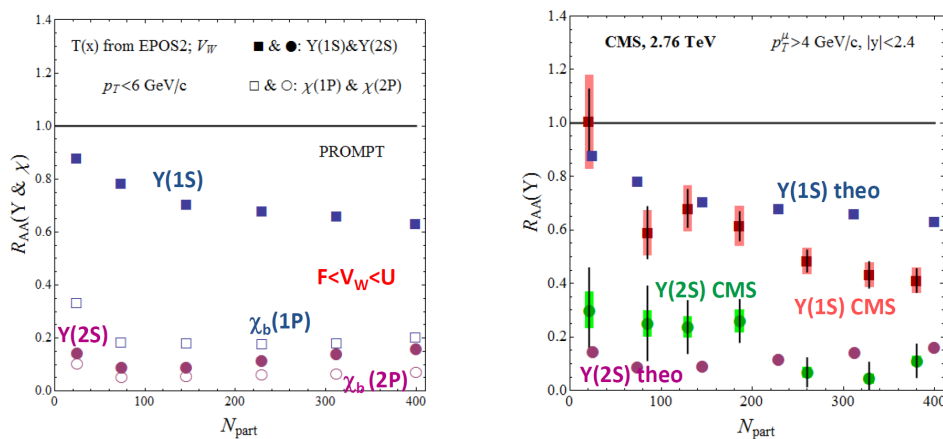 T(x) from EPOS2; V_W
■ & ●: Υ(1S)&Υ(2S)
p_T<6 GeV/c
□ & ○: χ(1P) & χ(2P)
PROMPT
Υ(1S)
F<V_W<U
Υ(2S)
χ_b(1P)
χ_b(2P)
R_AA(Υ & χ)
1.4
1.2
1.0
0.8
0.6
0.4
0.2
0.0
0
100
200
300
400
N_part
CMS, 2.76 TeV
p_T^μ>4 GeV/c, |y|<2.4
Υ(1S) theo
Υ(2S) CMS
Υ(1S) CMS
Υ(2S) theo
R_AA(Υ)
1.4
1.2
1.0
0.8
0.6
0.4
0.2
0.0
0
100
200
300
400
N_part